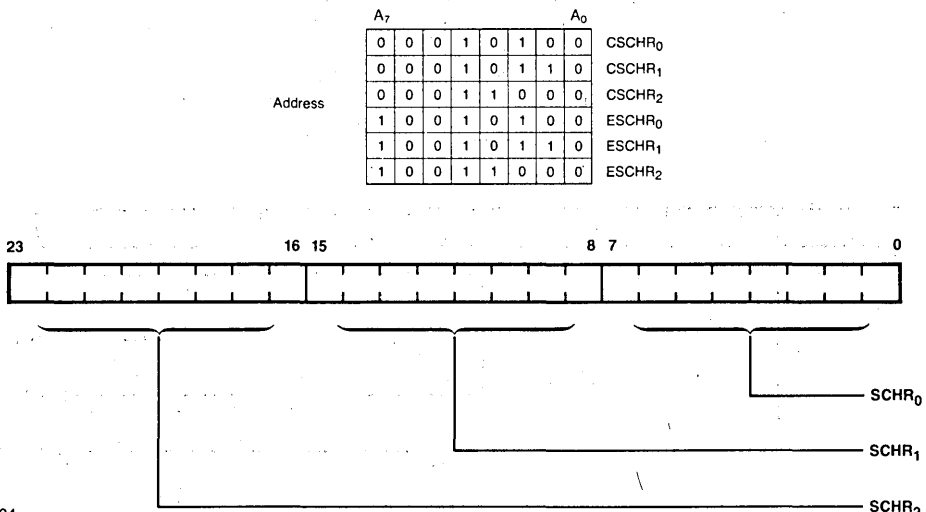 A7 A0
0 0 0 1 0 1 0 0 CSCHR0
0 0 0 1 0 1 1 0 CSCHR1
Address
0 0 0 1 1 0 0 0 CSCHR2
1 0 0 1 0 1 0 0 ESCHR0
1 0 0 1 0 1 1 0 ESCHR1
1 0 0 1 1 0 0 0 ESCHR2
23 16 15 8 7 0
SCHR0
SCHR1
SCHR2